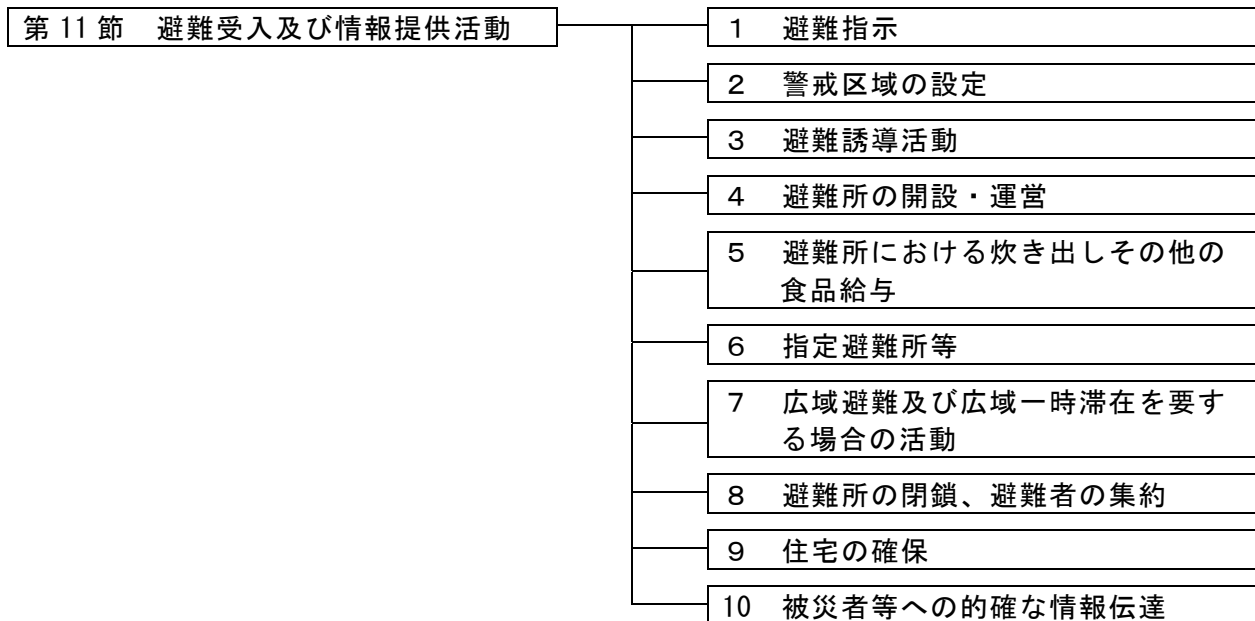 第11節　避難受入及び情報提供活動
１　避難指示
２　警戒区域の設定
３　避難誘導活動
４　避難所の開設・運営
５　避難所における炊き出しその他の
食品給与
６　指定避難所等
７　広域避難及び広域一時滞在を要す
る場合の活動
８　避難所の閉鎖、避難者の集約
９　住宅の確保
10　被災者等への的確な情報伝達